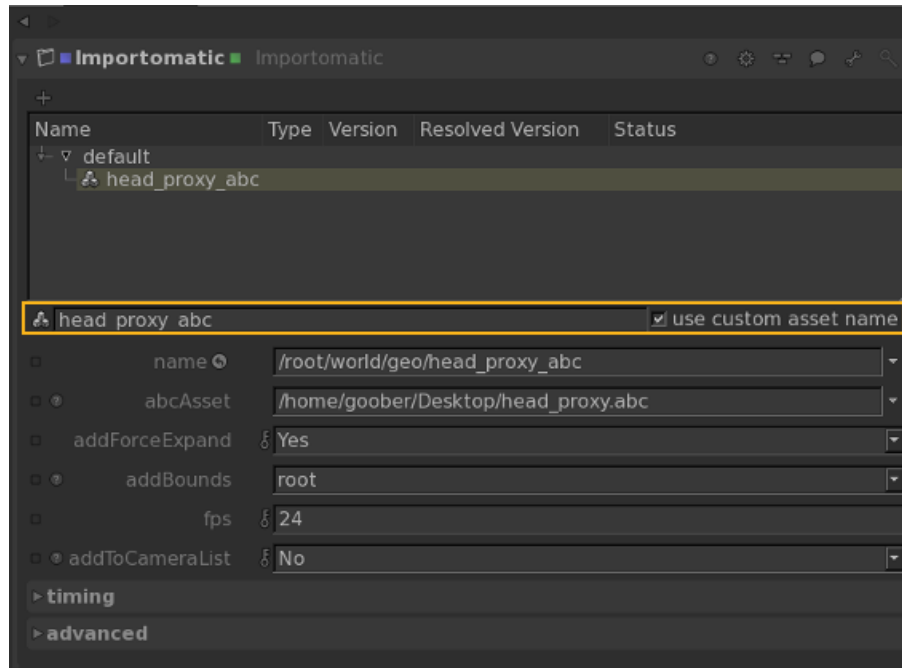 Importomatic Importomatic
Name Type Version Resolved Version Status
default
head_proxy_abc
head_proxy_abc use custom asset name
name /root/world/geo/head_proxy_abc
abcAsset /home/goober/Desktop/head_proxy.abc
addForceExpand Yes
addBounds root
fps 24
addToCameraList No
timing
advanced